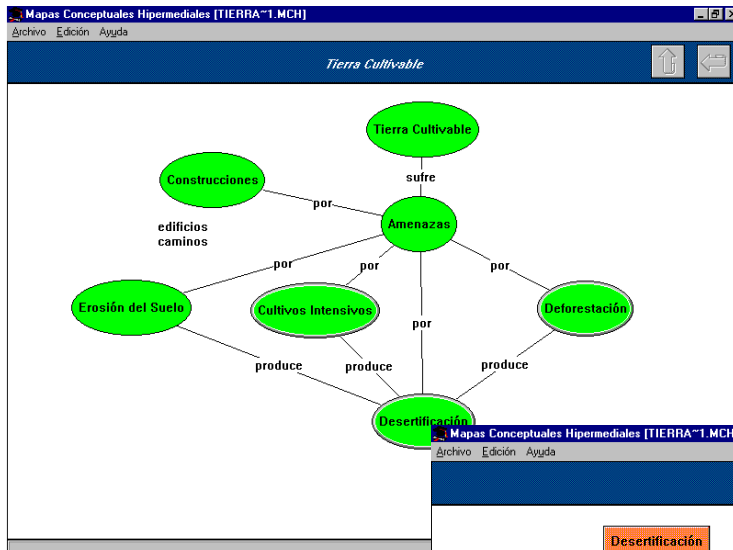 Mapas Conceptuales Hipermediales [TIERRA~1.MCH]
Archivo Edición Ayuda
Tierra Cultivable
Tierra Cultivable
sufre
Construcciones
por
Amenazas
edificios
caminos
por
por
por
Erosión del Suelo
Cultivos Intensivos
Deforestación
por
produce
produce
produce
Desertificación
Mapas Conceptuales Hipermediales [TIERRA~1.MCH
Archivo Edición Ayuda
Desertificación